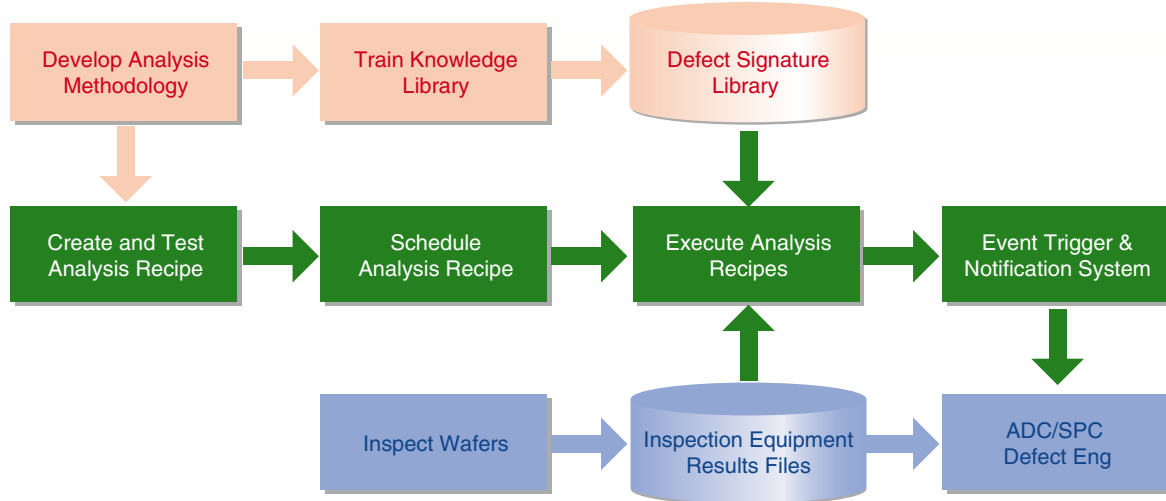 Develop Analysis
Methodology
Train Knowledge
Library
Defect Signature
Library
Create and Test
Analysis Recipe
Schedule
Analysis Recipe
Execute Analysis
Recipes
Event Trigger &
Notification System
Inspect Wafers
Inspection Equipment
Results Files
ADC/SPC
Defect Eng